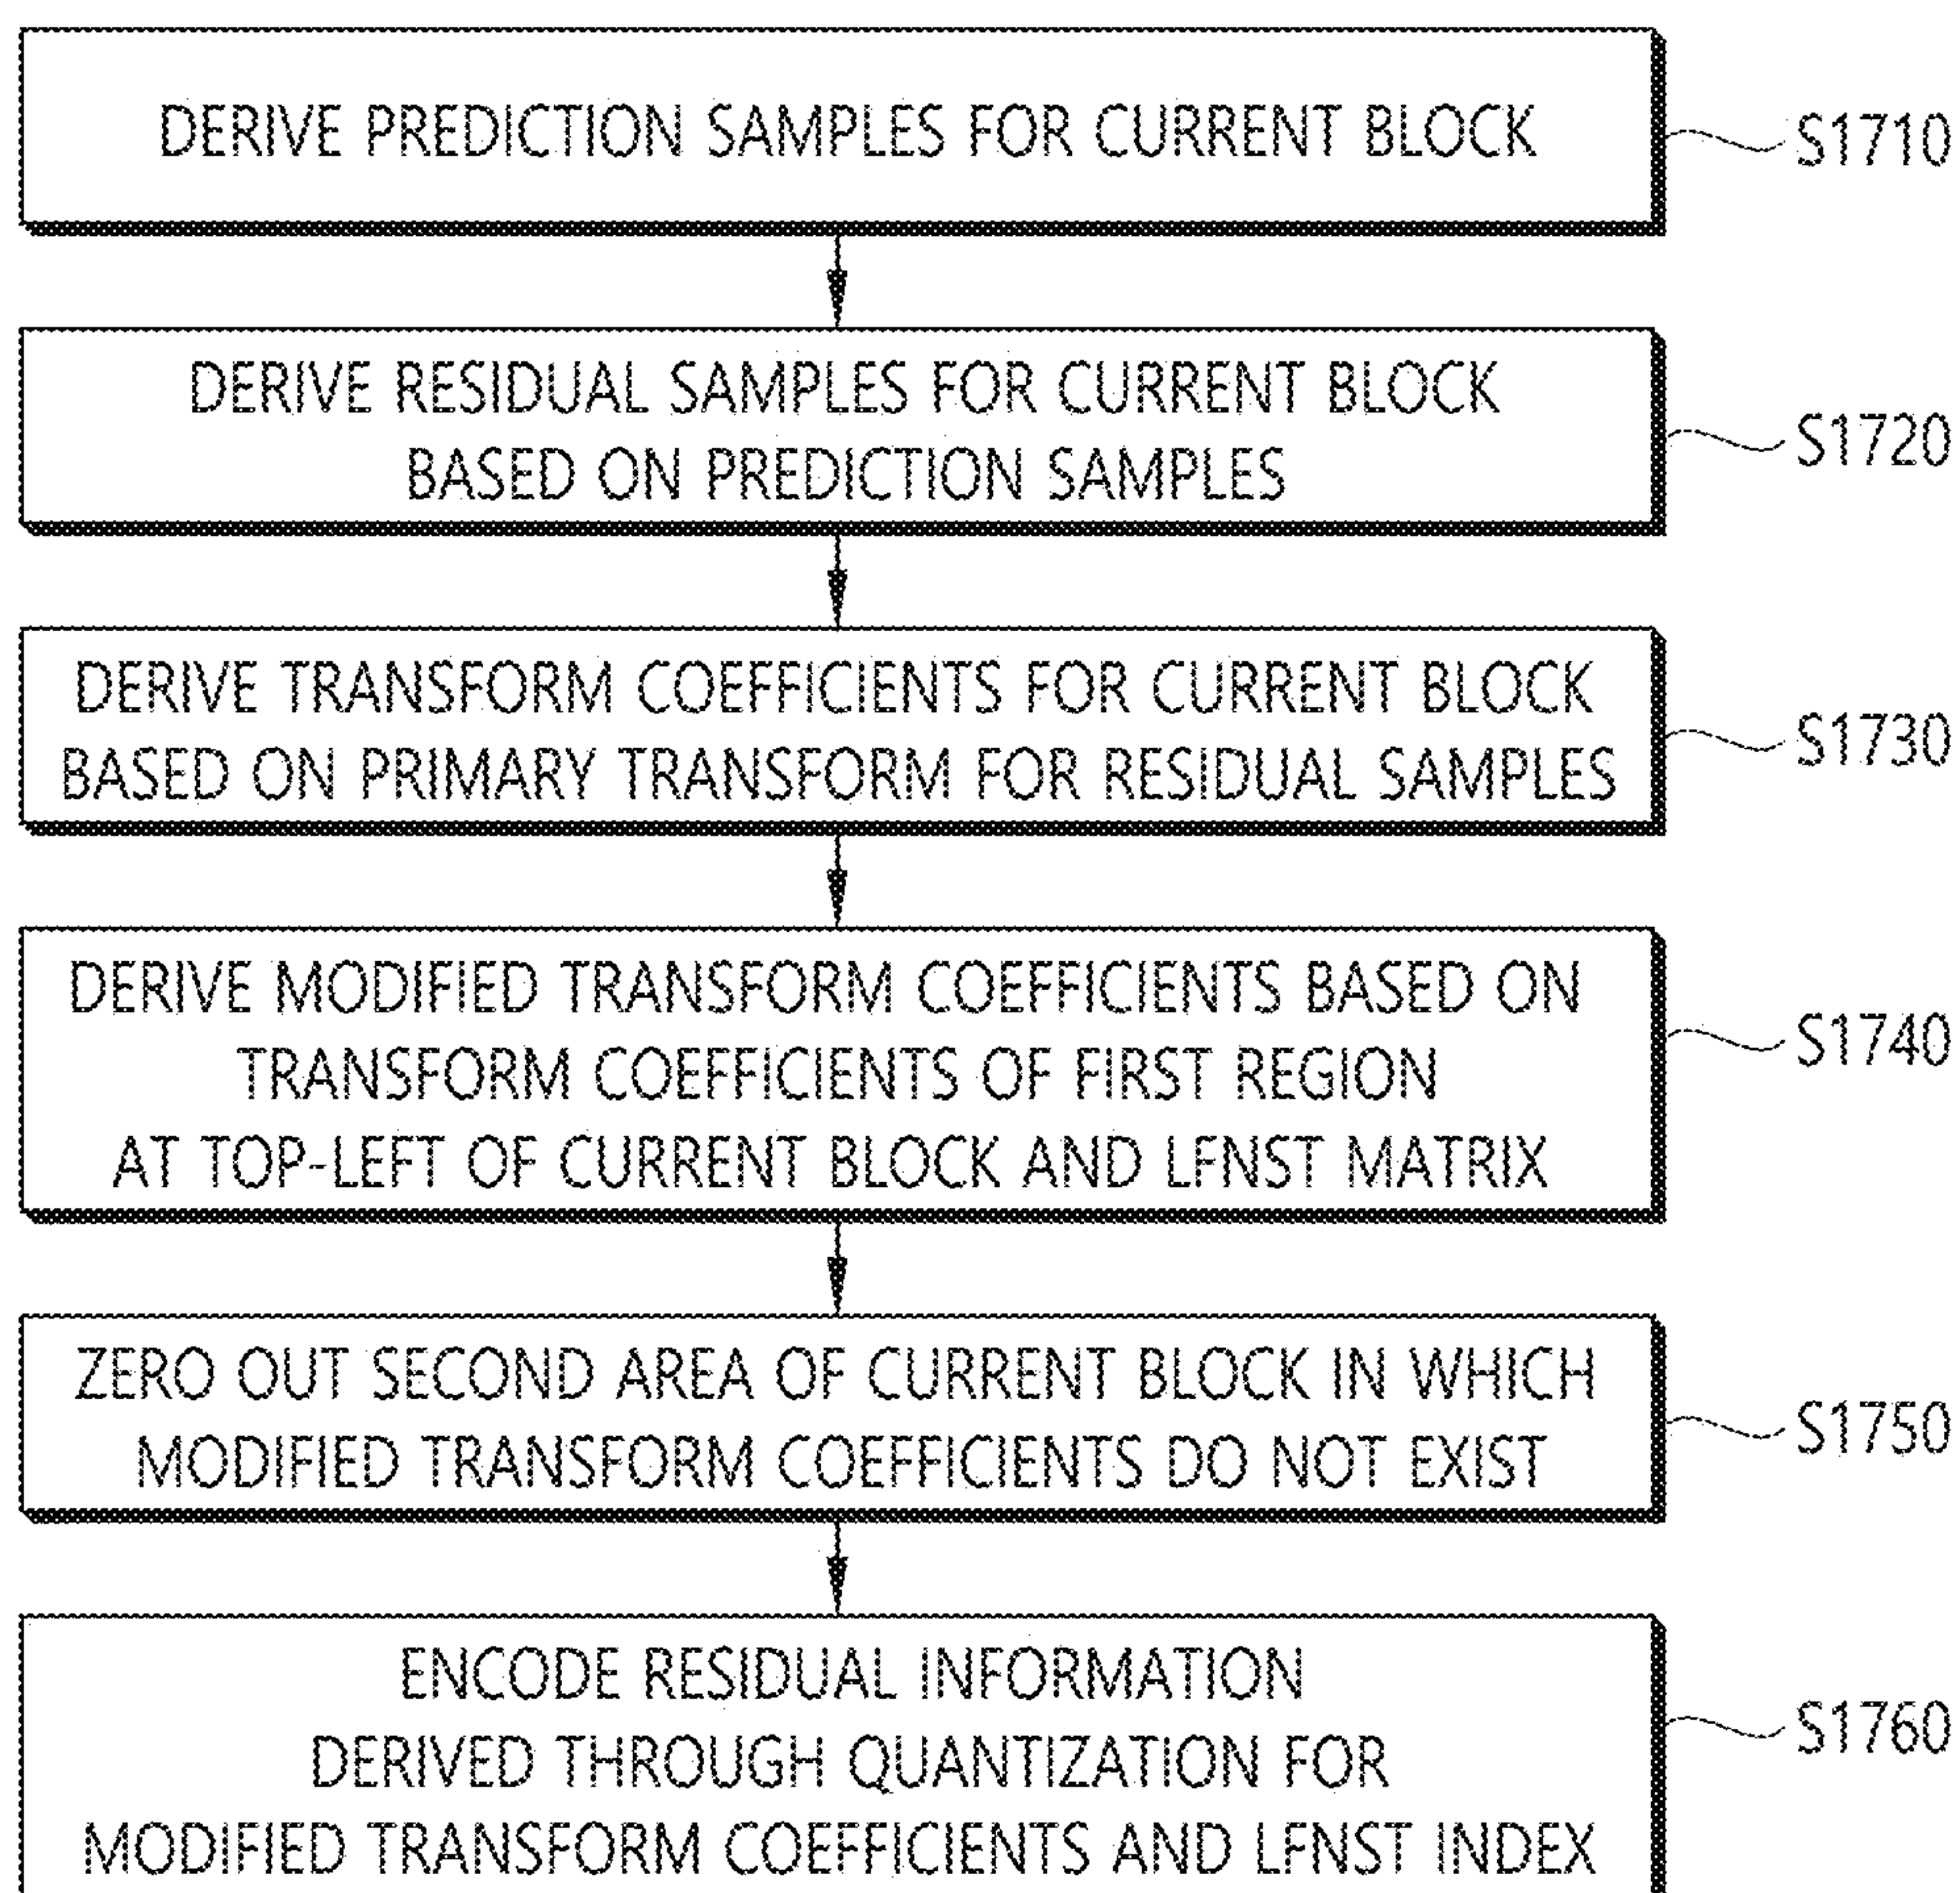 DERIVE PREDICTION SAMPLES FOR CURRENT BLOCK
S1710
DERIVE RESIDUAL SAMPLES FOR CURRENT BLOCK
BASED ON PREDICTION SAMPLES
S1720
DERIVE TRANSFORM COEFFICIENTS FOR CURRENT BLOCK
BASED ON PRIMARY TRANSFORM FOR RESIDUAL SAMPLES
S1730
DERIVE MODIFIED TRANSFORM COEFFICIENTS BASED ON
TRANSFORM COEFFICIENTS OF FIRST REGION
AT TOP-LEFT OF CURRENT BLOCK AND LFNST MATRIX
S1740
ZERO OUT SECOND AREA OF CURRENT BLOCK IN WHICH
MODIFIED TRANSFORM COEFFICIENTS DO NOT EXIST
S1750
ENCODE RESIDUAL INFORMATION
DERIVED THROUGH QUANTIZATION FOR
MODIFIED TRANSFORM COEFFICIENTS AND LFNST INDEX
S1760